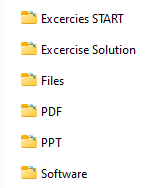 Excercies START
Excercise Solution
Files
PDF
PPT
Software